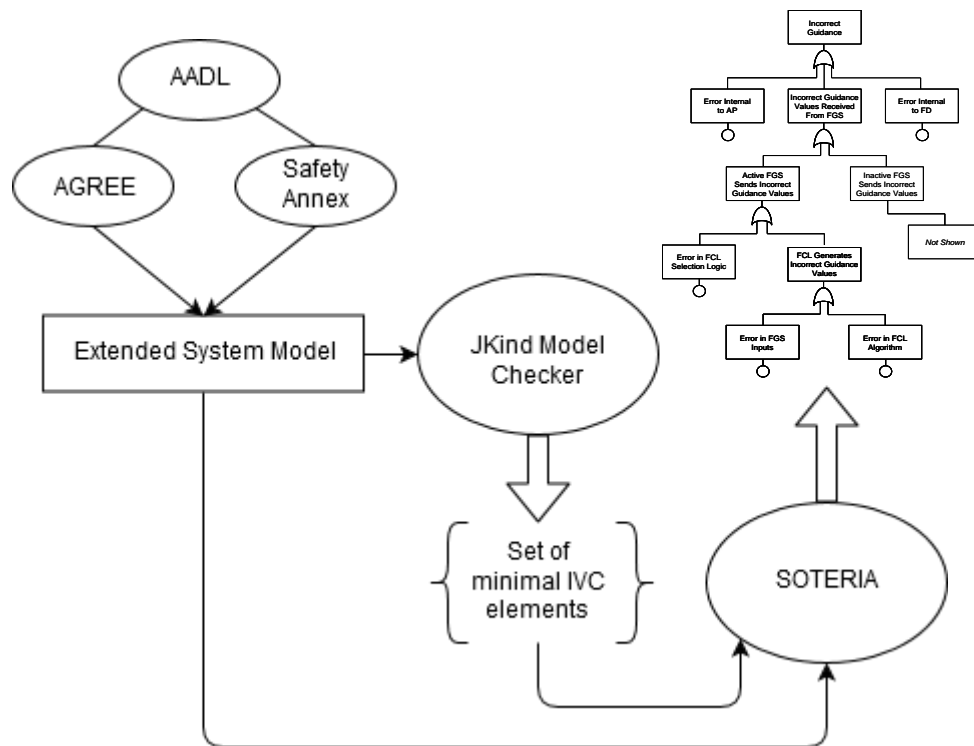 AADL
AGREE
Safety
Annex
Extended System Model
JKind Model
Checker
Set of
minimal IVC
elements
SOTERIA
Incorrect
Guidance
Error Internal
to AP
Incorrect Guidance
Values Received
From FGS
Error Internal
to FD
Active FGS
Sends Incorrect
Guidance Values
Inactive FGS
Sends Incorrect
Guidance Values
Not Shown
Error in FCL
Selection Logic
FCL Generates
Incorrect Guidance
Values
Error in FGS
Inputs
Error in FCL
Algorithm